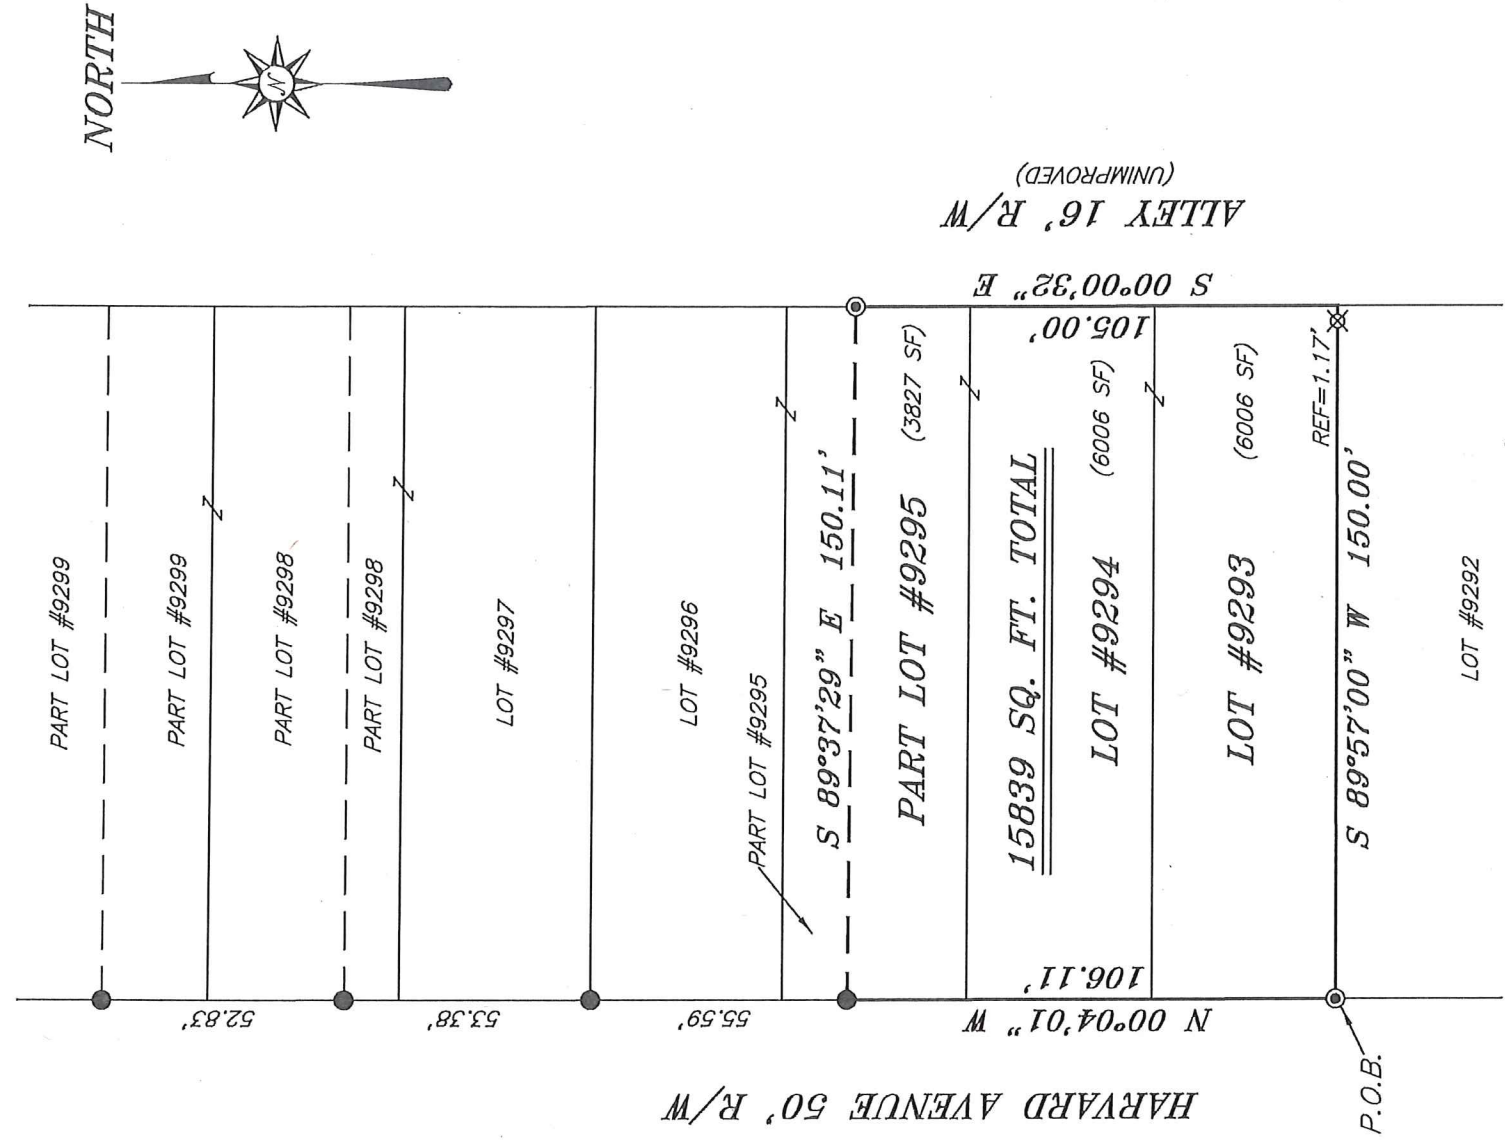 NORTH
N
ALLEY 16' R/W
(UNIMPROVED)
S 00°00'32" E
105.00'
PART LOT #9299
PART LOT #9299
PART LOT #9298
PART LOT #9298
LOT #9297
LOT #9296
PART LOT #9295
S 89°37'29" E 150.11'
PART LOT #9295 (3827 SF)
15839 SQ. FT. TOTAL
LOT #9294 (6006 SF)
LOT #9293 (6006 SF)
REF=1.17'
S 89°57'00" W 150.00'
LOT #9292
106.11'
N 00°04'01" W
52.83'
53.38'
55.59'
HARVARD AVENUE 50' R/W
P.O.B.